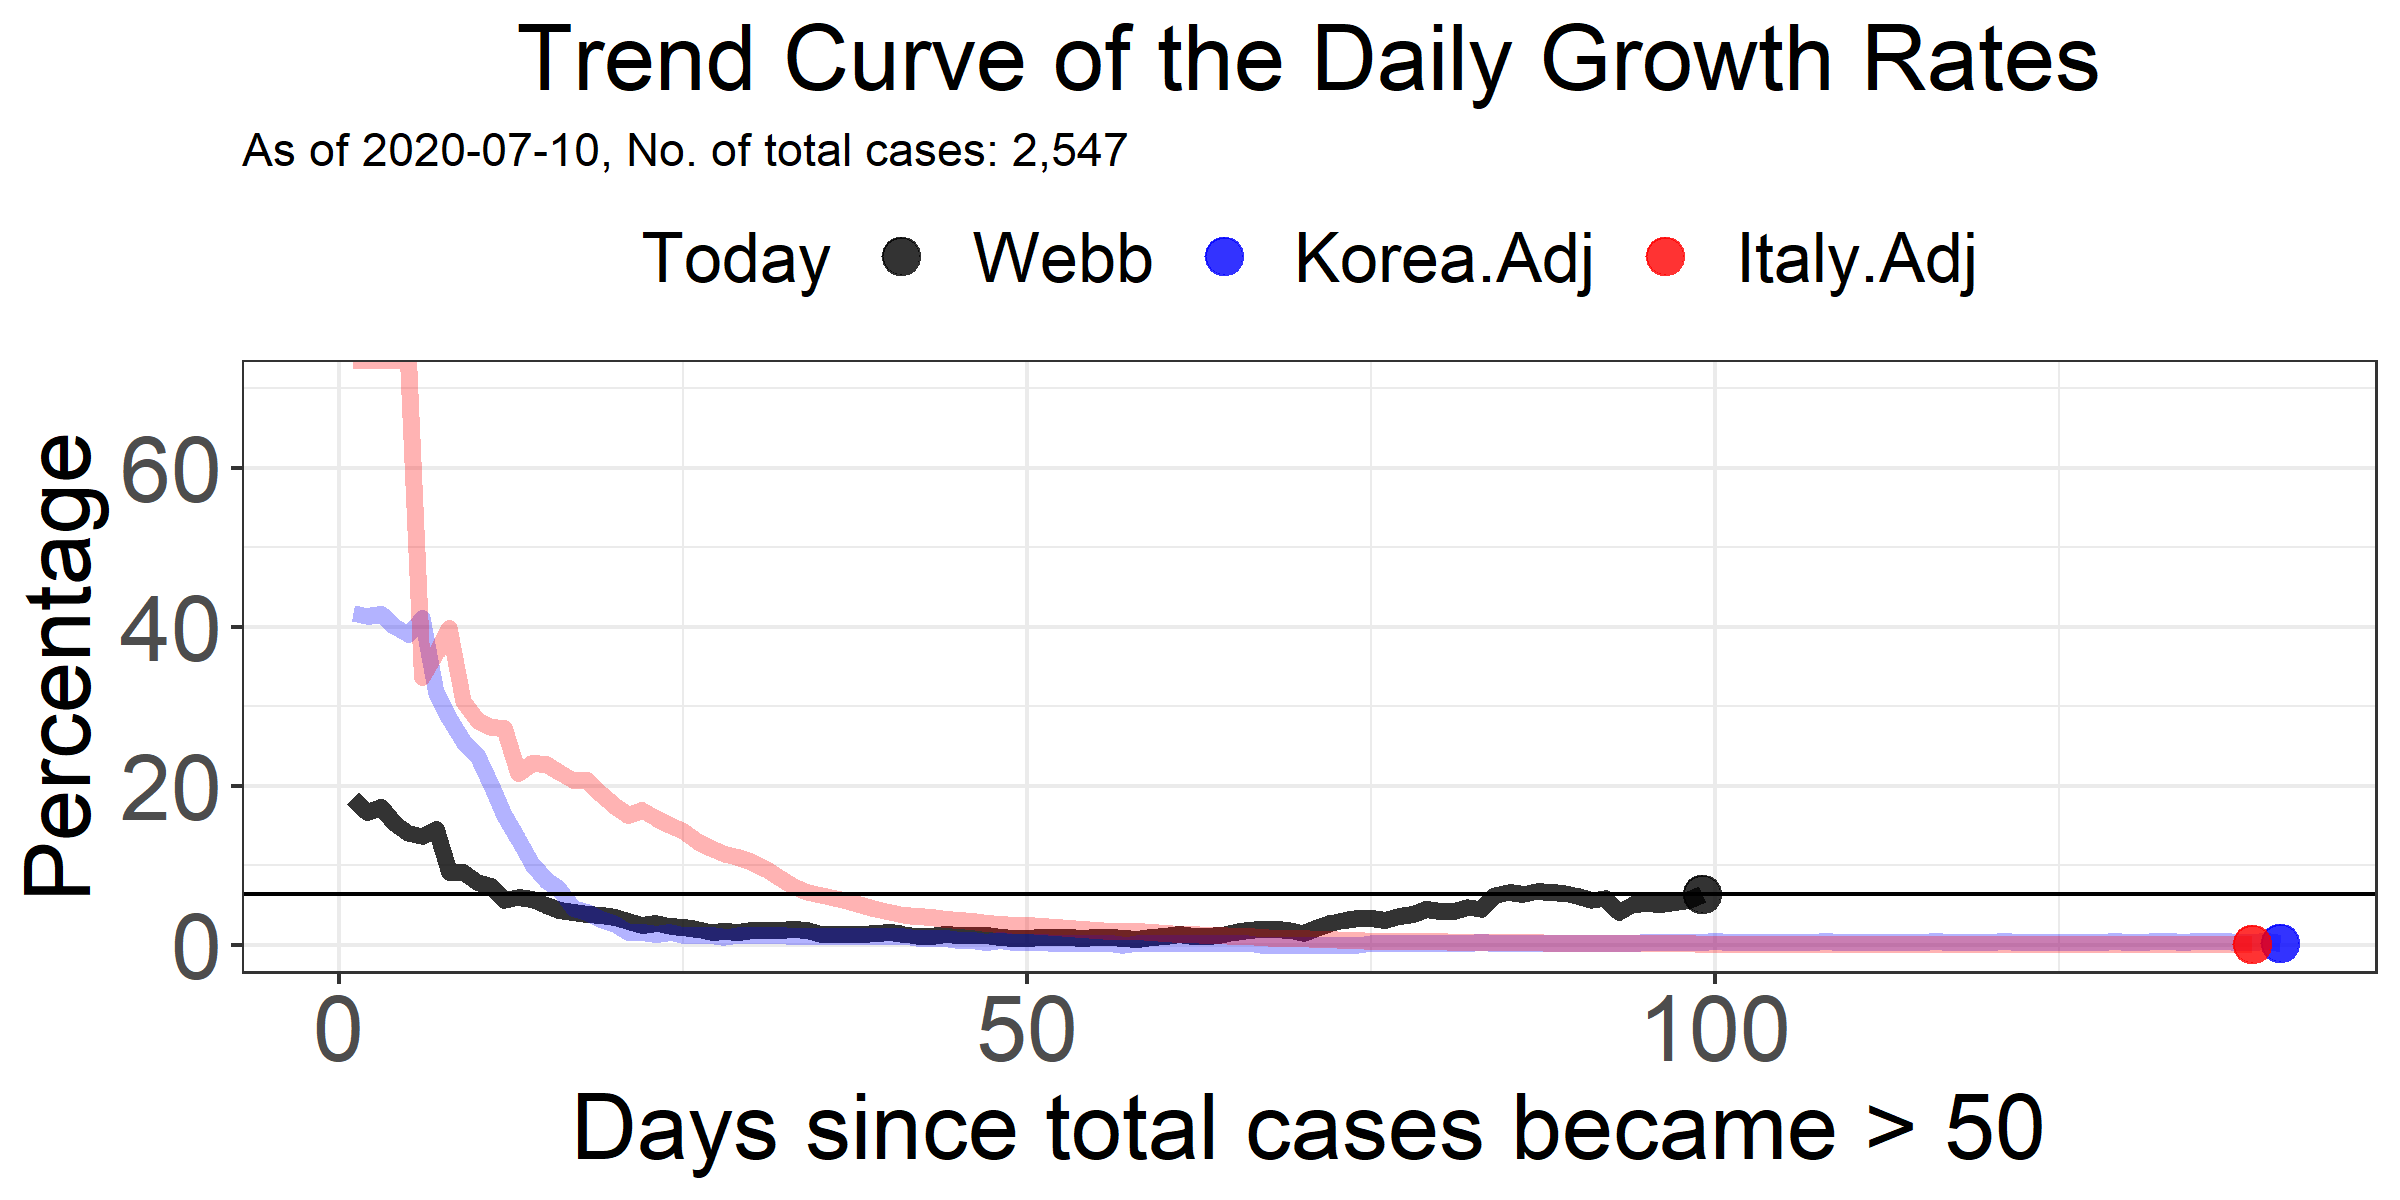 Trend Curve of the Daily Growth Rates
As of 2020-07-10, No. of total cases: 2,547
Today Webb Korea.Adj Italy.Adj
Percentage
60
40
20
0
0 50 100
Days since total cases became > 50